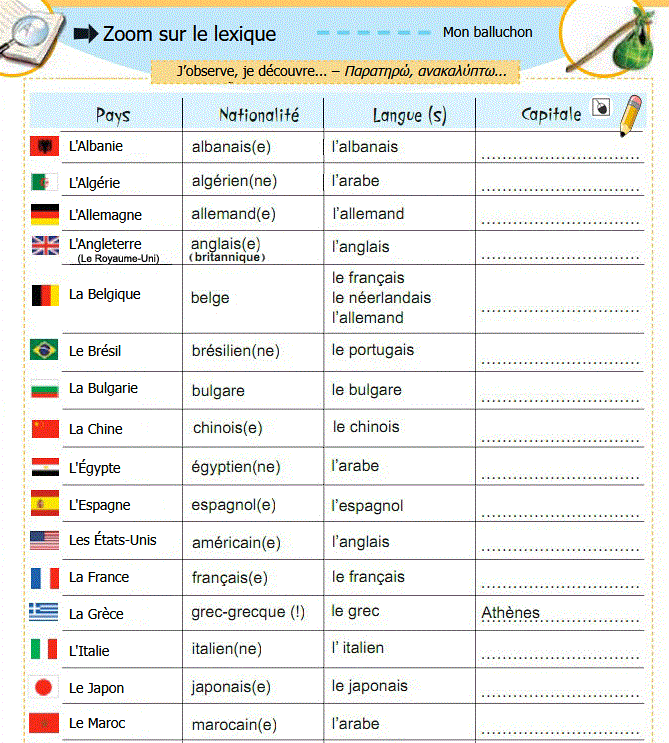 Zoom sur le lexique
Mon balluchon
J'observe, je découvre... – Παρατηρώ, ανακαλύπτω...
Pays Nationalité Langue (s) Capitale
L'Albanie albanais(e) l'albanais ..............................
L'Algérie algérien(ne) l'arabe ..............................
L'Allemagne allemand(e) l'allemand ..............................
L'Angleterre anglais(e) l'anglais ..............................
(Le Royaume-Uni) (britannique)
La Belgique belge le français
le néerlandais
l'allemand ..............................
Le Brésil brésilien(ne) le portugais ..............................
La Bulgarie bulgare le bulgare ..............................
La Chine chinois(e) le chinois ..............................
L'Égypte égyptien(ne) l'arabe ..............................
L'Espagne espagnol(e) l'espagnol ..............................
Les États-Unis américain(e) l'anglais ..............................
La France français(e) le français ..............................
La Grèce grec-grecque (!) le grec Athènes
L'Italie italien(ne) l' italien ..............................
Le Japon japonais(e) le japonais ..............................
Le Maroc marocain(e) l'arabe ..............................